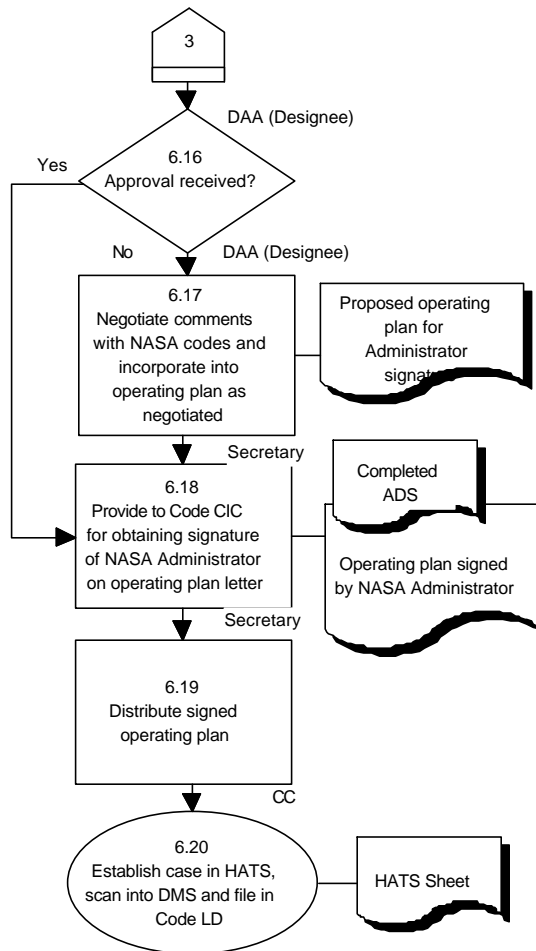 3
DAA (Designee)
Yes
6.16
Approval received?
No
DAA (Designee)
6.17
Negotiate comments
with NASA codes and
incorporate into
operating plan as
negotiated
Proposed operating
plan for
Administrator
signatu
Secretary
6.18
Provide to Code CIC
for obtaining signature
of NASA Administrator
on operating plan letter
Completed
ADS
Operating plan signed
by NASA Administrator
Secretary
6.19
Distribute signed
operating plan
CC
6.20
Establish case in HATS,
scan into DMS and file in
Code LD
HATS Sheet